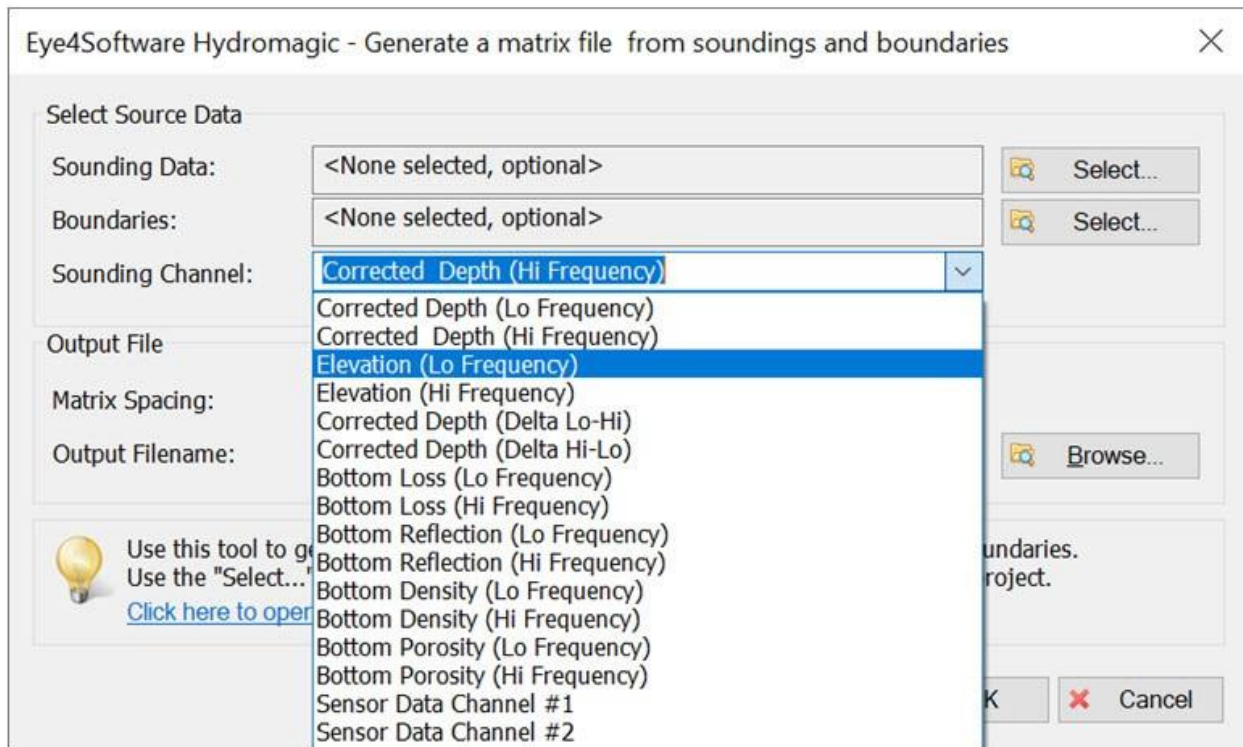 Eye4Software Hydromagic - Generate a matrix file  from soundings and boundaries
Select Source Data
Sounding Data:
<None selected, optional>
Select...
Boundaries:
<None selected, optional>
Select...
Sounding Channel:
Corrected  Depth (Hi Frequency)
Corrected Depth (Lo Frequency)
Corrected  Depth (Hi Frequency)
Elevation (Lo Frequency)
Elevation (Hi Frequency)
Corrected Depth (Delta Lo-Hi)
Corrected Depth (Delta Hi-Lo)
Bottom Loss (Lo Frequency)
Bottom Loss (Hi Frequency)
Bottom Reflection (Lo Frequency)
Bottom Reflection (Hi Frequency)
Bottom Density (Lo Frequency)
Bottom Density (Hi Frequency)
Bottom Porosity (Lo Frequency)
Bottom Porosity (Hi Frequency)
Sensor Data Channel #1
Sensor Data Channel #2
Output File
Matrix Spacing:
Output Filename:
Browse...
Use this tool to g
undaries.
Use the "Select..."
roject.
Click here to oper
K
Cancel